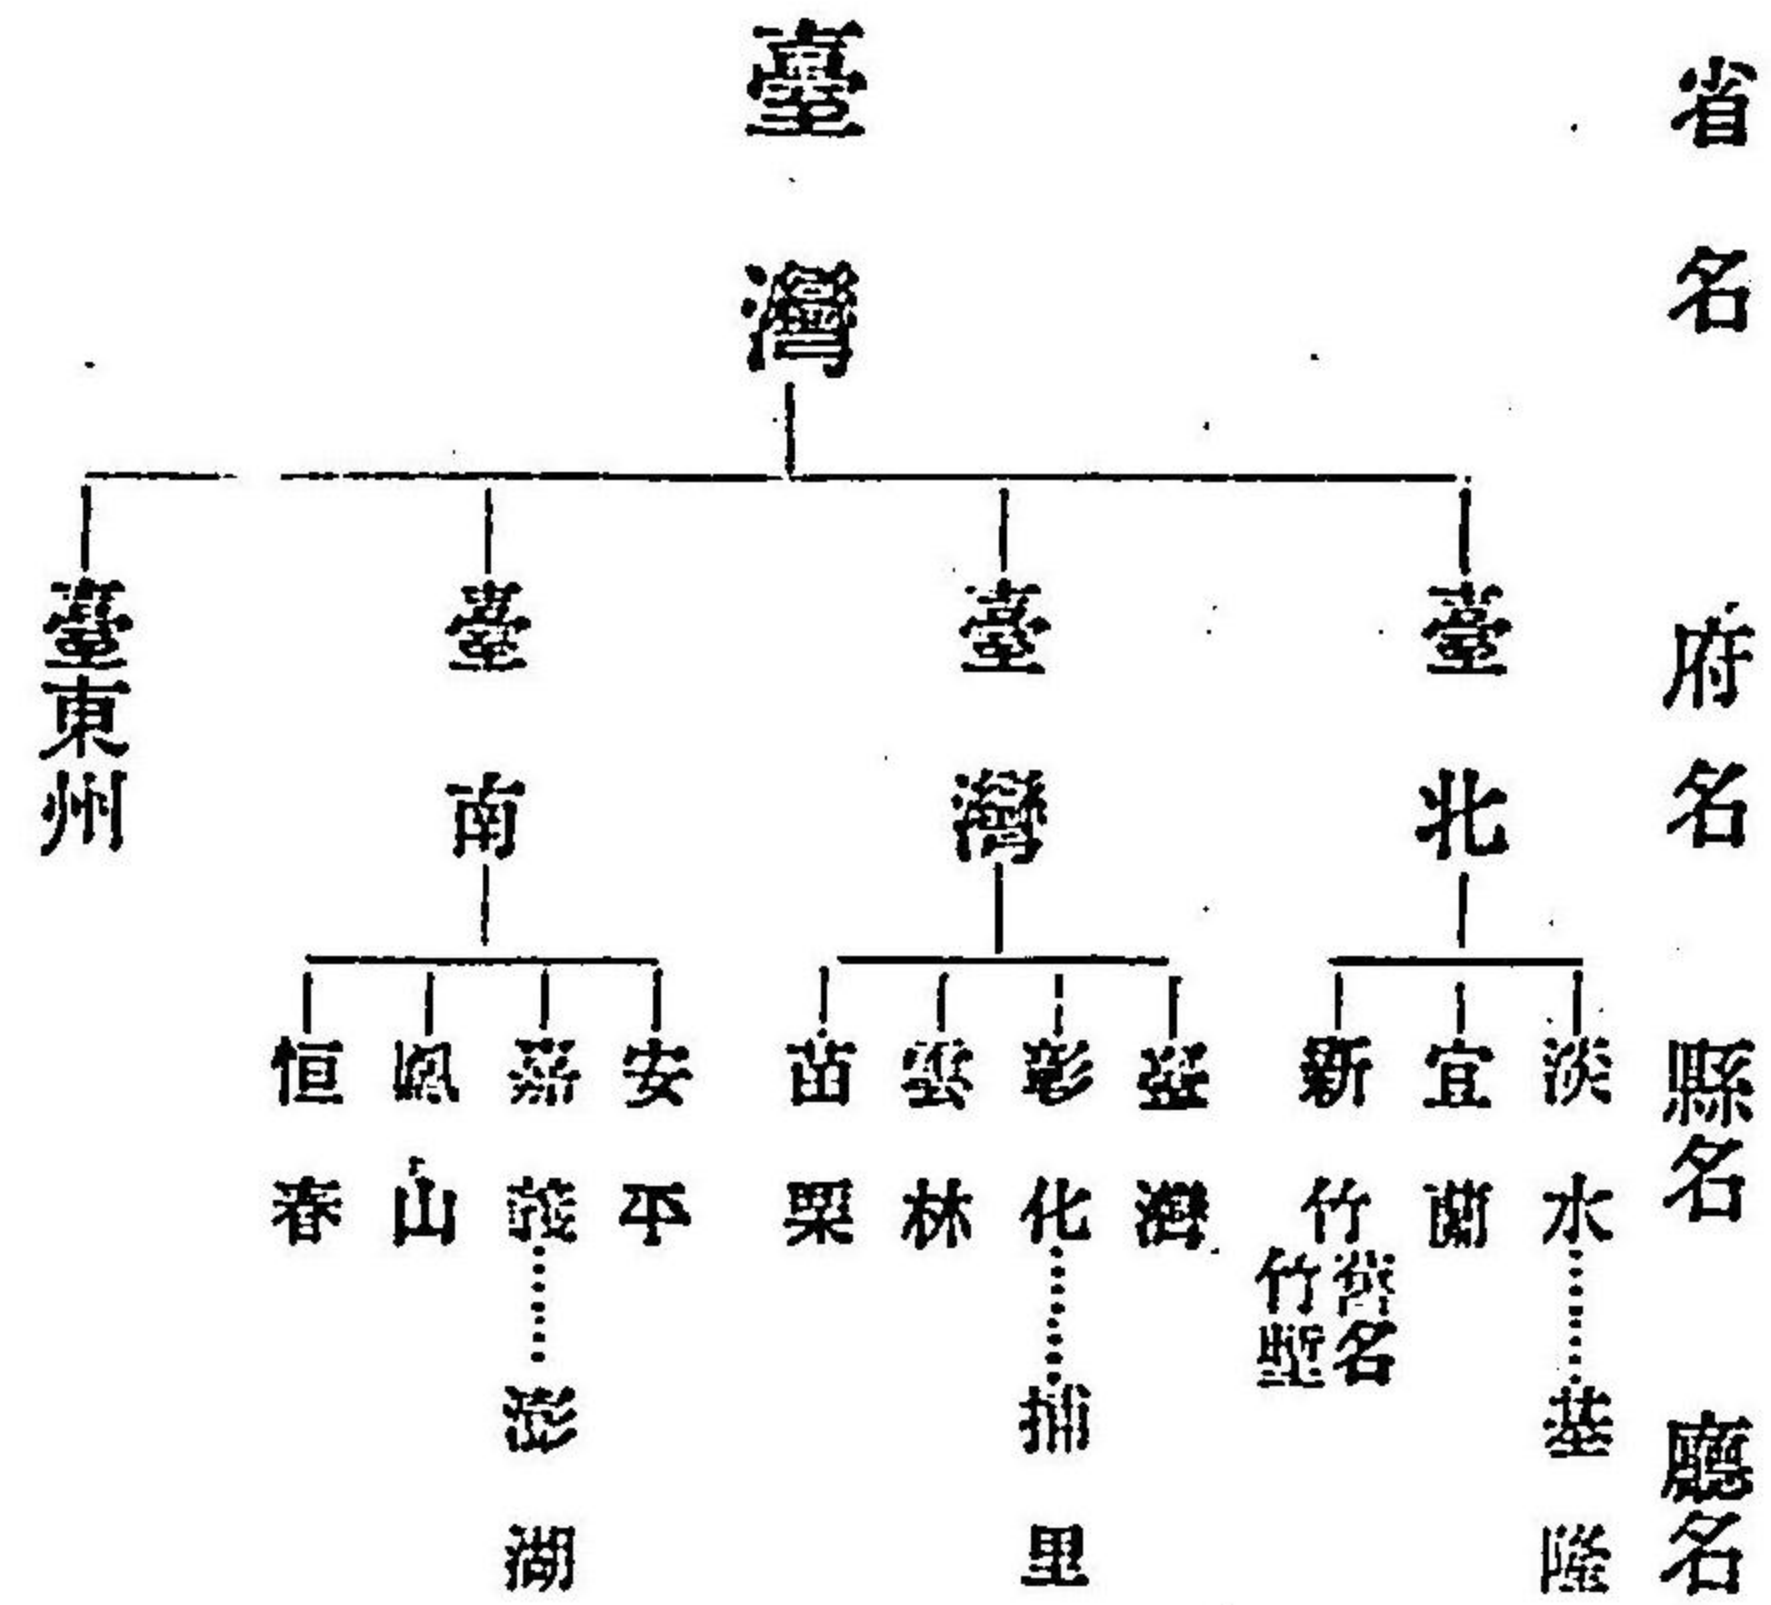 省名
臺灣
府名
臺北
臺灣
臺南
臺東州
縣名
淡水
宜蘭
新竹
舊名
竹塹
臺灣
彰化
雲林
苗栗
安平
嘉義
鳳山
恒春
廳名
基隆
捕里
澎湖